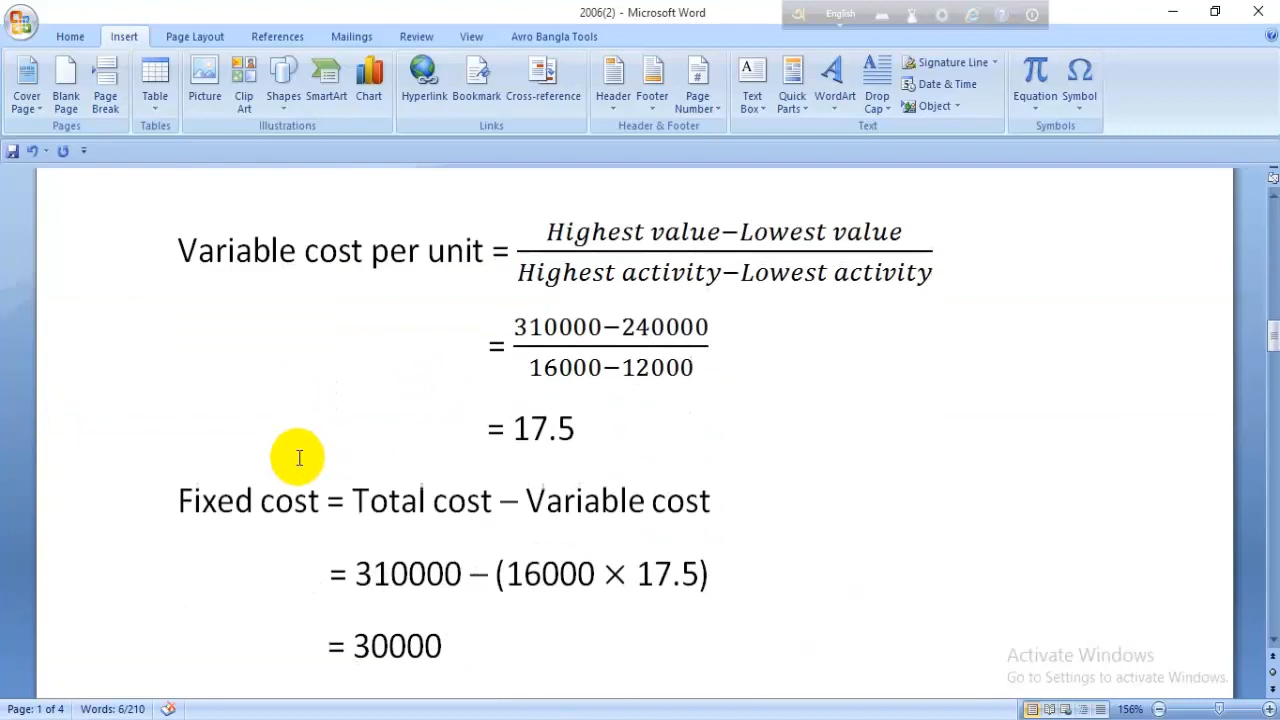 2006(2) - Microsoft Word
English
Home Insert Page Layout References Mailings Review View Avro Bangla Tools
Cover Page Blank Page Page Break Table Picture Clip Art Shapes SmartArt Chart Hyperlink Bookmark Cross-reference Header Footer Page Number Text Box Quick Parts WordArt Drop Cap Signature Line Date & Time Object Equation Symbol
Pages Tables Illustrations Links Header & Footer Text Symbols
Variable cost per unit = Highest value−Lowest value
Highest activity−Lowest activity
= 310000−240000
16000−12000
= 17.5
Fixed cost = Total cost – Variable cost
= 310000 – (16000 × 17.5)
= 30000
Activate Windows
Go to Settings to activate Windows.
Page: 1 of 4 Words: 6/210 156%